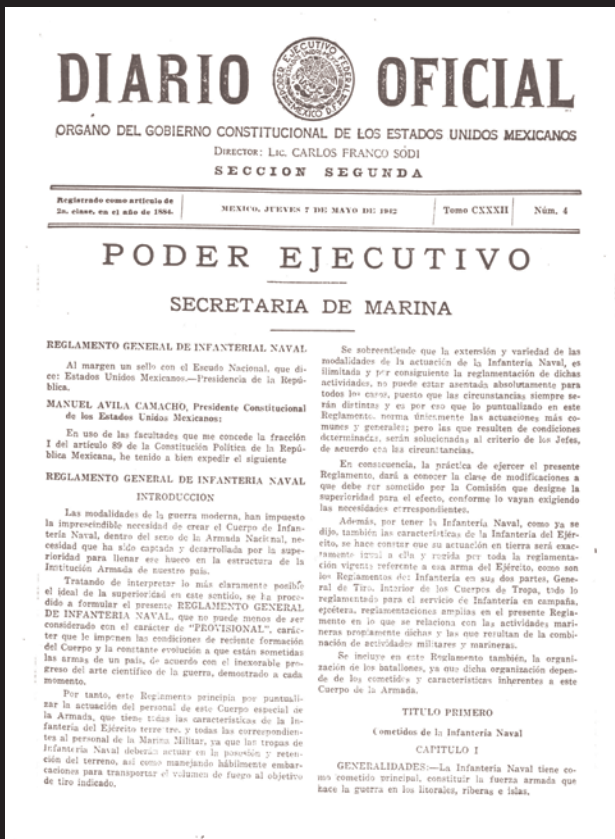 DIARIO OFICIAL
PODER EJECUTIVO FEDERAL
MEXICO D.F.
ORGANO DEL GOBIERNO CONSTITUCIONAL DE LOS ESTADOS UNIDOS MEXICANOS
DIRECTOR: LIC. CARLOS FRANCO SODI
SECCION SEGUNDA
Registrado como artículo de
2a. clase, en el año de 1884.
MEXICO, JUEVES 7 DE MAYO DE 1942
Tomo CXXXII
Núm. 4
PODER EJECUTIVO
SECRETARIA DE MARINA
REGLAMENTO GENERAL DE INFANTERIAL NAVAL
Al margen un sello con el Escudo Nacional, que di-
ce: Estados Unidos Mexicanos.—Presidencia de la Repú-
blica.
MANUEL AVILA CAMACHO, Presidente Constitucional
de los Estados Unidos Mexicanos:
En uso de las facultades que me concede la fracción
I del artículo 89 de la Constitución Política de la Repú-
blica Mexicana, he tenido a bien expedir el siguiente
REGLAMENTO GENERAL DE INFANTERIA NAVAL
INTRODUCCION
Las modalidades de la guerra moderna, han impuesto
la imprescindible necesidad de crear el Cuerpo de Infan-
tería Naval, dentro del seno de la Armada Nacional, ne-
cesidad que ha sido captada y desarrollada por la supe-
rioridad para llenar ese hueco en la estructura de la
Institución Armada de nuestro país.
Tratando de interpretar lo más claramente posible
el ideal de la superioridad en este sentido, se ha proce-
dido a formular el presente REGLAMENTO GENERAL
DE INFANTERIA NAVAL, que no puede menos de ser
considerado con el carácter de "PROVISIONAL", carác-
ter que le imponen las condiciones de reciente formación
del Cuerpo y la constante evolución a que están sometidas
las armas de un país, de acuerdo con el inexorable pro-
greso del arte científico de la guerra, demostrado a cada
momento.
Por tanto, este Reglamento principia por puntuali-
zar la actuación del personal de este Cuerpo especial de
la Armada, que tiene todas las características de la In-
fantería del Ejército terrestre, y todas las correspondien-
tes al personal de la Marina Militar, ya que las tropas de
Infantería Naval deberán actuar en la posesión y reten-
ción del terreno, así como manejando hábilmente embar-
caciones para transportar el volumen de fuego al objetivo
de tiro indicado.
Se sobreentiende que la extensión y variedad de las
modalidades de la actuación de la Infantería Naval, es
ilimitada y por consiguiente la reglamentación de dichas
actividades, no puede estar asentada absolutamente para
todos los casos, puesto que las circunstancias siempre se-
rán distintas y es por eso que lo puntualizado en este
Reglamento, norma únicamente las actuaciones más co-
munes y generales; pero las que resulten de condiciones
determinadas, serán solucionadas al criterio de los Jefes,
de acuerdo con las circunstancias.
En consecuencia, la práctica de ejercer el presente
Reglamento, dará a conocer la clase de modificaciones a
que debe ser sometido por la Comisión que designe la
superioridad para el efecto, conforme lo vayan exigiendo
las necesidades correspondientes.
Además, por tener la Infantería Naval, como ya se
dijo, también las características de la Infantería del Ejér-
cito, se hace constar que su actuación en tierra será exac-
tamente igual a ella y regida por toda la reglamenta-
ción vigente referente a esa arma del Ejército, como son
los Reglamentos de Infantería en sus dos partes, Gene-
ral de Tiro, Interior de los Cuerpos de Tropa, todo lo
reglamentado para el servicio de Infantería en campaña,
etcétera, reglamentaciones amplias en el presente Regla-
mento en lo que se relaciona con las actividades mari-
neras propiamente dichas y las que resultan de la combi-
nación de actividades militares y marineras.
Se incluye en este Reglamento también, la organi-
zación de los batallones, ya que dicha organización depen-
de de los cometidos y características inherentes a este
Cuerpo de la Armada.
TITULO PRIMERO
Cometidos de la Infantería Naval
CAPITULO I
GENERALIDADES:—La Infantería Naval tiene co-
mo cometido principal, constituir la fuerza armada que
hace la guerra en los litorales, riberas e islas.